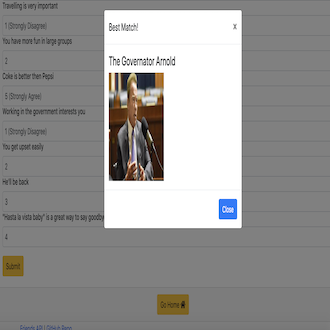 Travelling is very important
1 (Strongly Disagree)
You have more fun in large groups
2
Coke is better then Pepsi
5 (Strongly Agree)
Working in the government interests you
1 (Strongly Disagree)
You get upset easily
2
He'll be back
3
"Hasta la vista baby" is a great way to say goodby
4
Submit
Best Match!
x
The Governator Arnold
Close
Go Home
Friends API | GitHub Repo